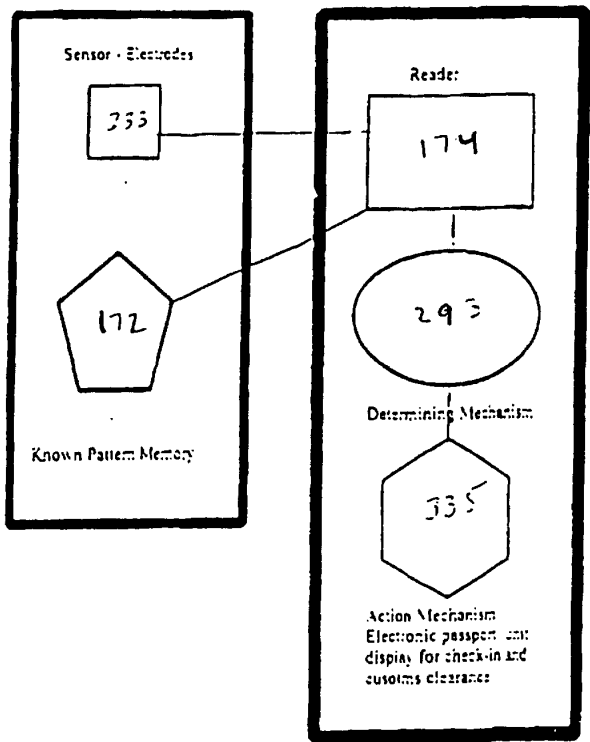 Sensor - Electrodes
333
172
Known Pattern Memory
Reader
174
293
Determining Mechanism
335
Action Mechanism
Electronic passport unit
display for check-in and
customs clearance